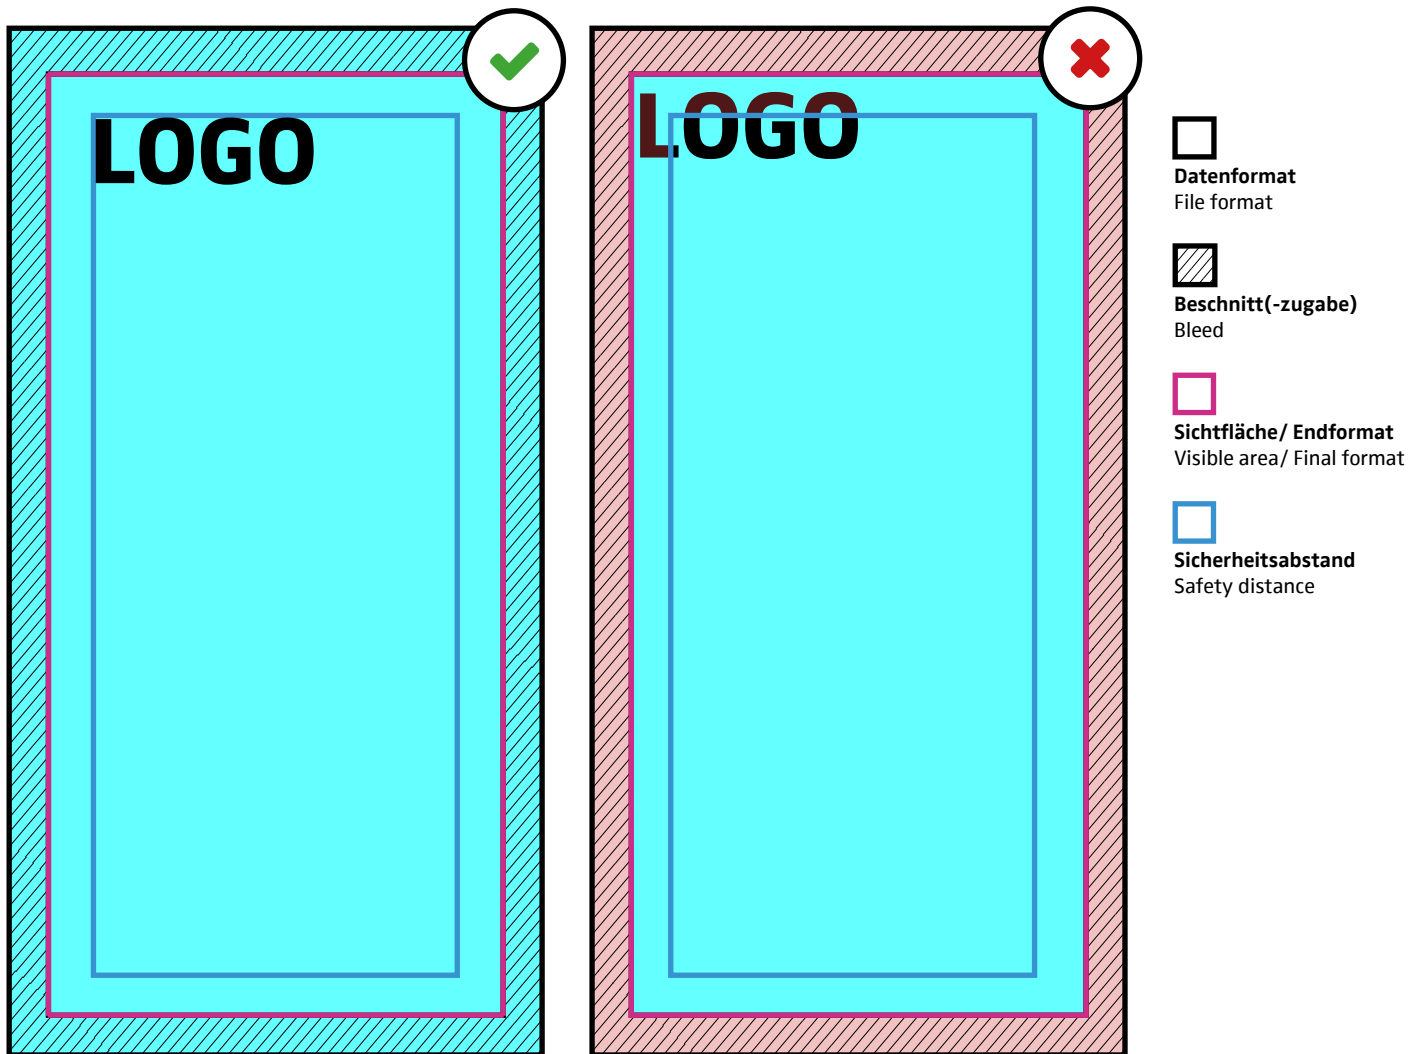 LOGO
LOGO
Datenformat
File format
Beschnitt(-zugabe)
Bleed
Sichtfläche/ Endformat
Visible area/ Final format
Sicherheitsabstand
Safety distance